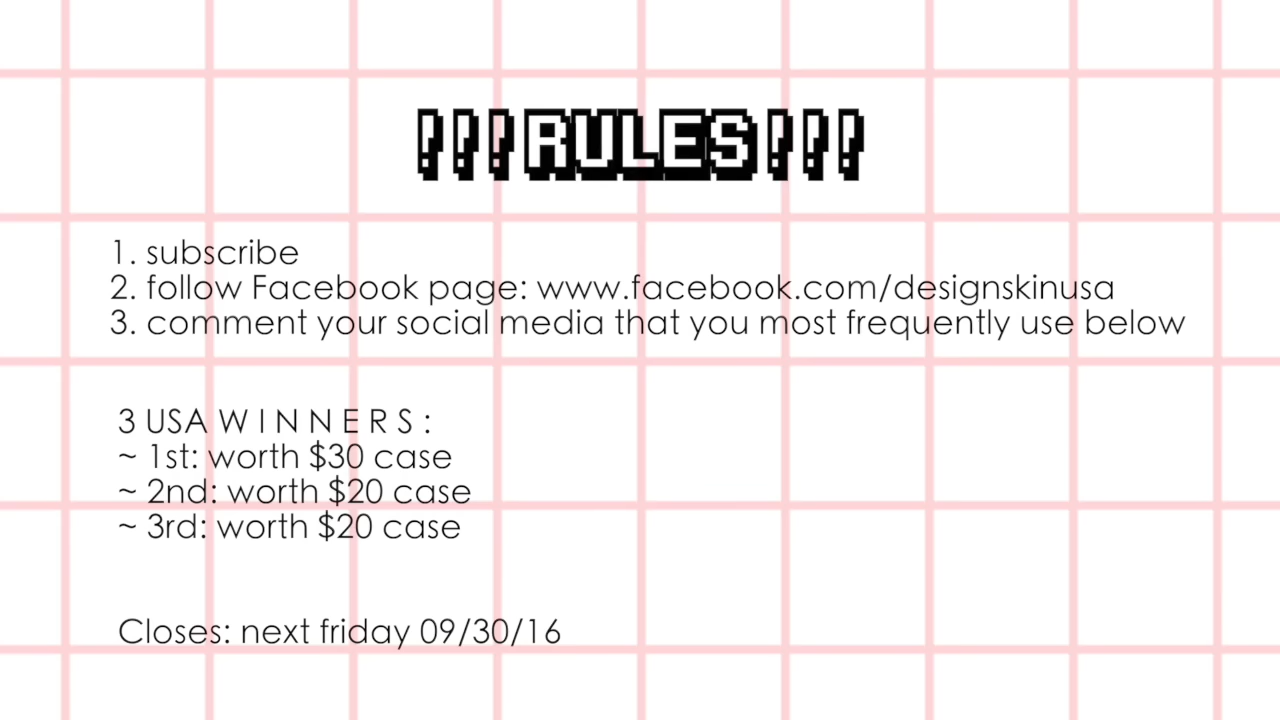 !!!RULES!!!
1. subscribe
2. follow Facebook page: www.facebook.com/designskinusa
3. comment your social media that you most frequently use below
3 USA W I N N E R S :
~ 1st: worth $30 case
~ 2nd: worth $20 case
~ 3rd: worth $20 case
Closes: next friday 09/30/16